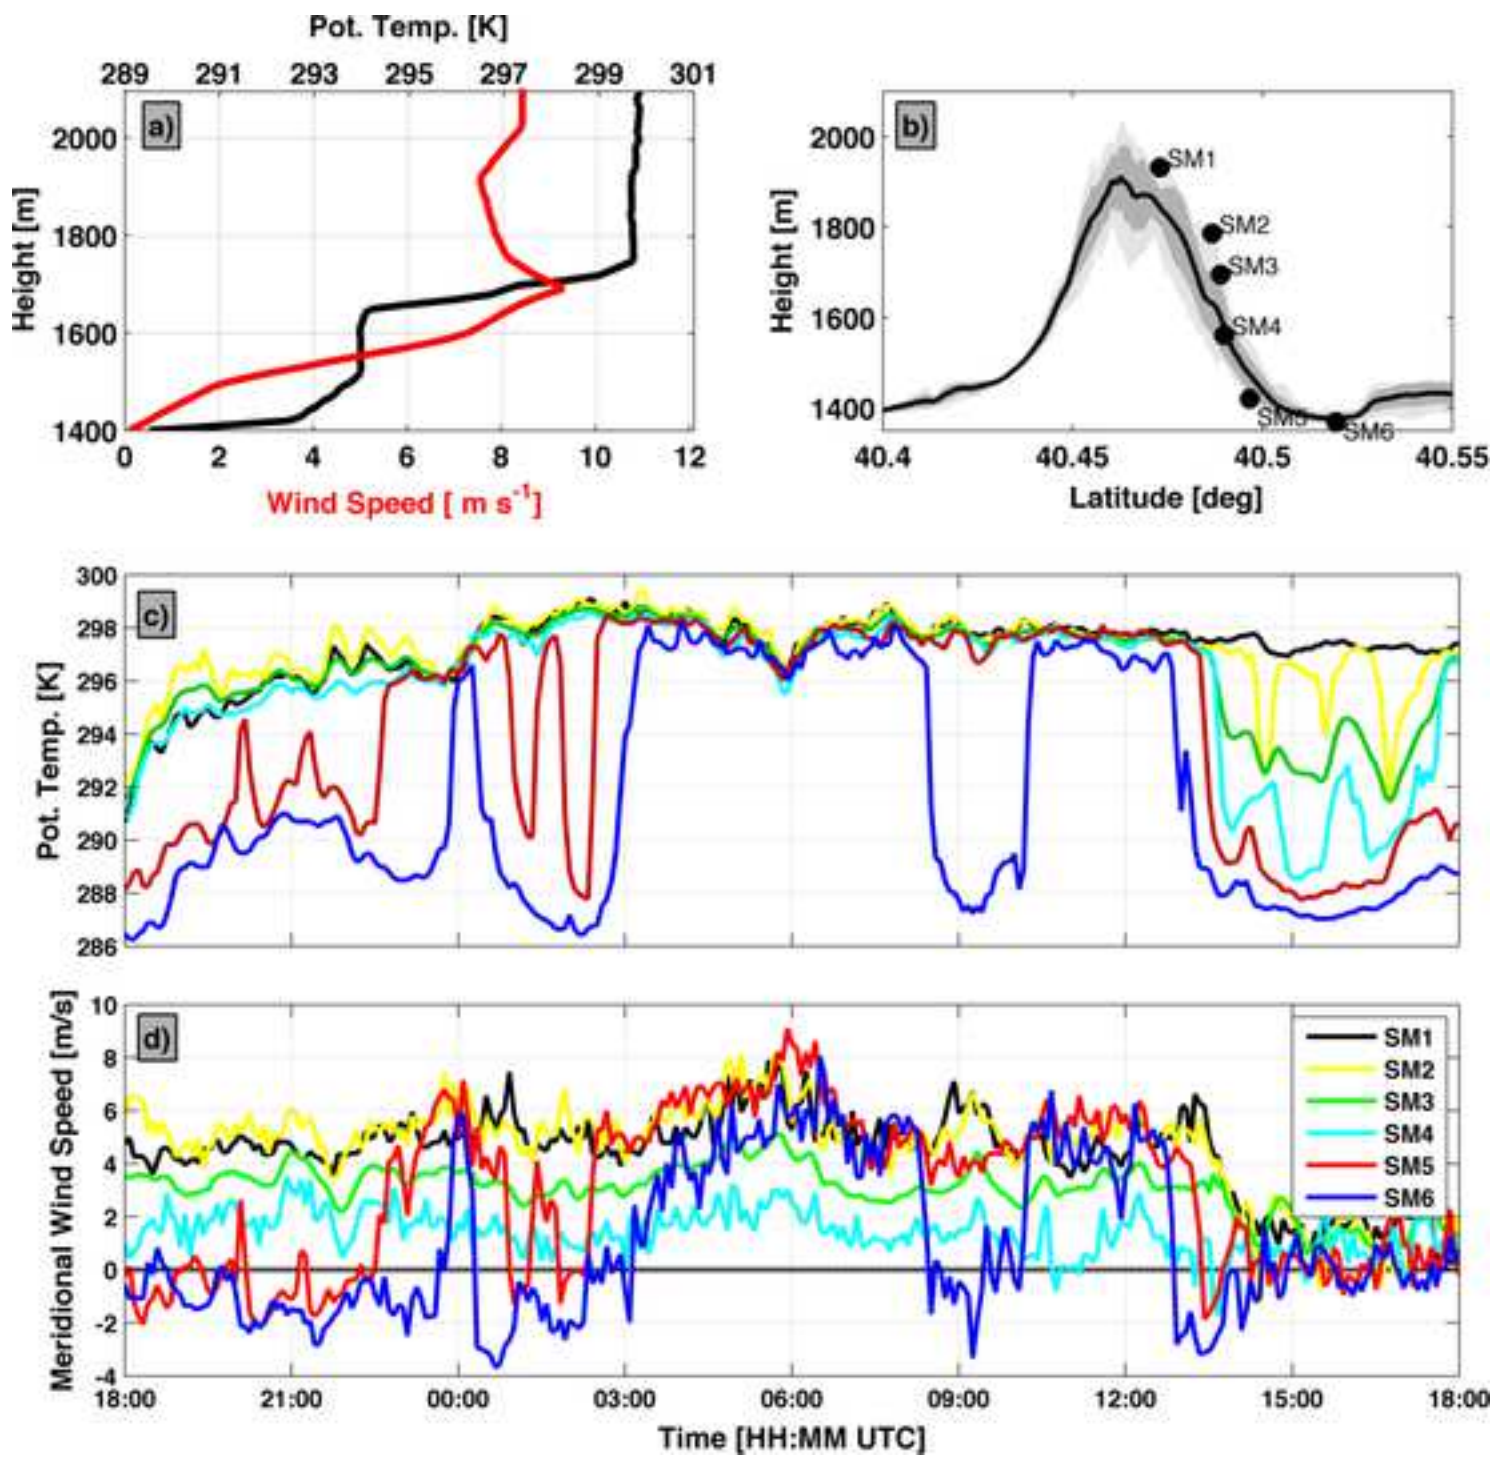 Pot. Temp. [K]
289 291 293 295 297 299 301
a)
2000
1800
1600
1400
Height [m]
0 2 4 6 8 10 12
Wind Speed [ m s-1]
b)
2000
1800
1600
1400
Height [m]
SM1
SM2
SM3
SM4
SM5
SM6
40.4 40.45 40.5 40.55
Latitude [deg]
c)
300
298
296
294
292
290
288
286
Pot. Temp. [K]
d)
10
8
6
4
2
0
-2
-4
Meridional Wind Speed [m/s]
SM1
SM2
SM3
SM4
SM5
SM6
18:00 21:00 00:00 03:00 06:00 09:00 12:00 15:00 18:00
Time [HH:MM UTC]